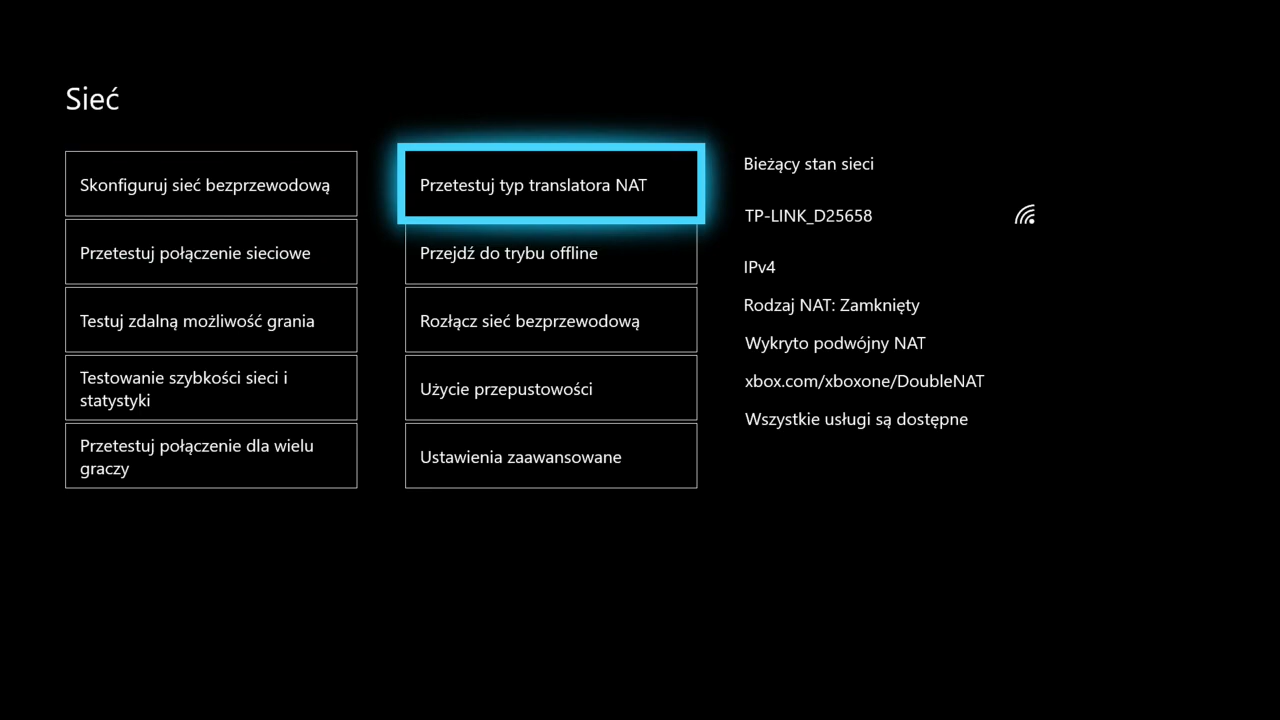 Sieć
Skonfiguruj sieć bezprzewodową
Przetestuj połączenie sieciowe
Testuj zdalną możliwość grania
Testowanie szybkości sieci i
statystyki
Przetestuj połączenie dla wielu
graczy
Przetestuj typ translatora NAT
Przejdź do trybu offline
Rozłącz sieć bezprzewodową
Użycie przepustowości
Ustawienia zaawansowane
Bieżący stan sieci
TP-LINK_D25658
IPv4
Rodzaj NAT: Zamknięty
Wykryto podwójny NAT
xbox.com/xboxone/DoubleNAT
Wszystkie usługi są dostępne